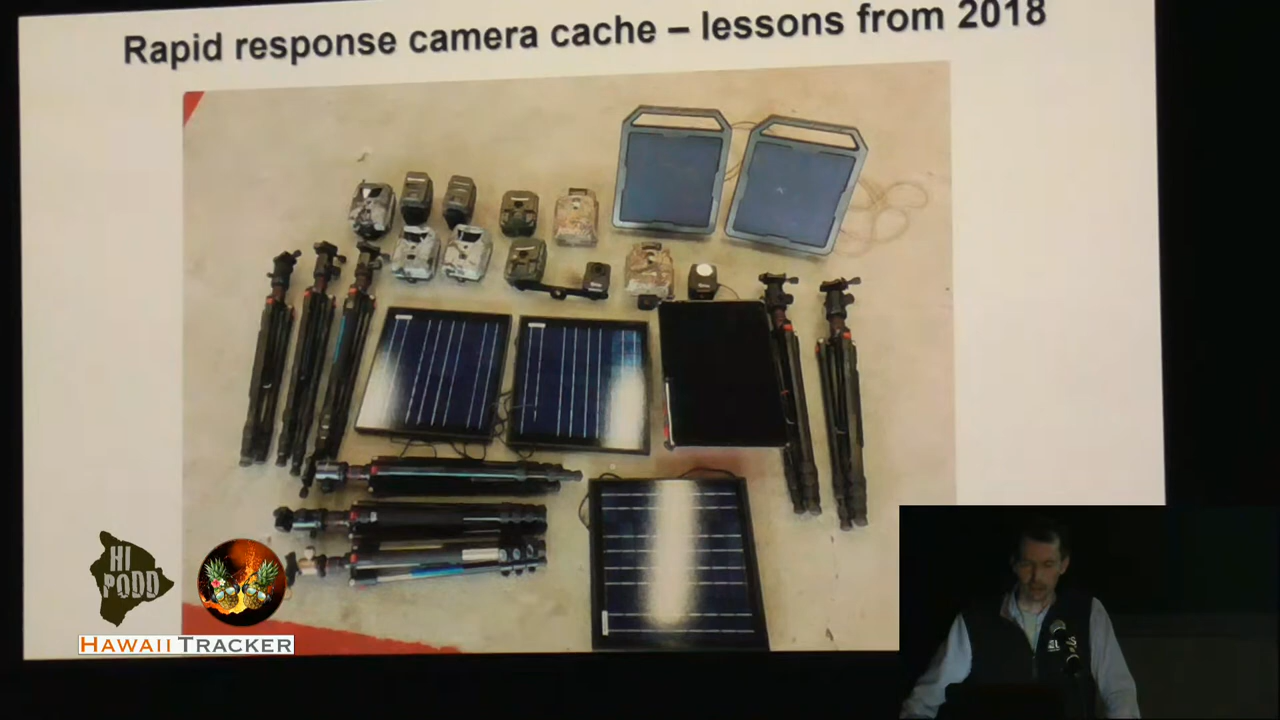 Rapid response camera cache – lessons from 2018
HI
PODD
HAWAII TRACKER